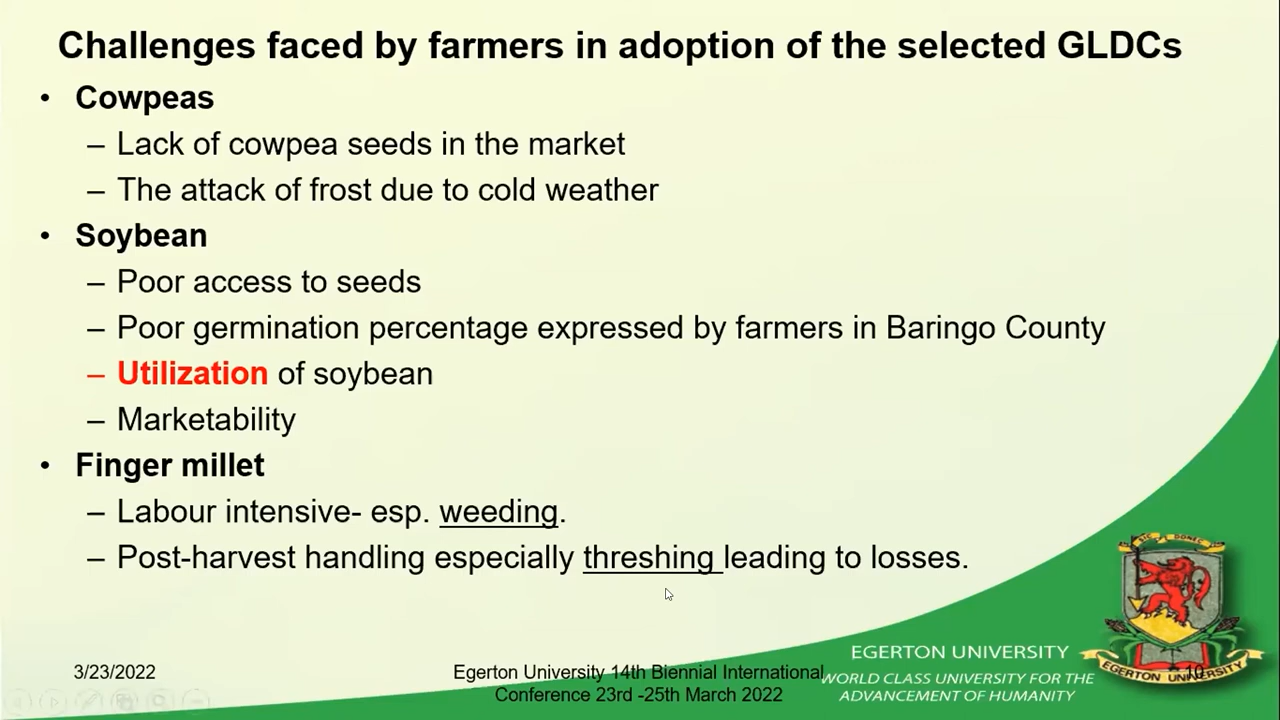 Challenges faced by farmers in adoption of the selected GLDCs
• Cowpeas
– Lack of cowpea seeds in the market
– The attack of frost due to cold weather
• Soybean
– Poor access to seeds
– Poor germination percentage expressed by farmers in Baringo County
– Utilization of soybean
– Marketability
• Finger millet
– Labour intensive- esp. weeding.
– Post-harvest handling especially threshing leading to losses.
3/23/2022
Egerton University 14th Biennial International
Conference 23rd -25th March 2022
EGERTON UNIVERSITY
WORLD CLASS UNIVERSITY FOR THE
ADVANCEMENT OF HUMANITY
SIC DONEC
EGERTON UNIVERSITY
10